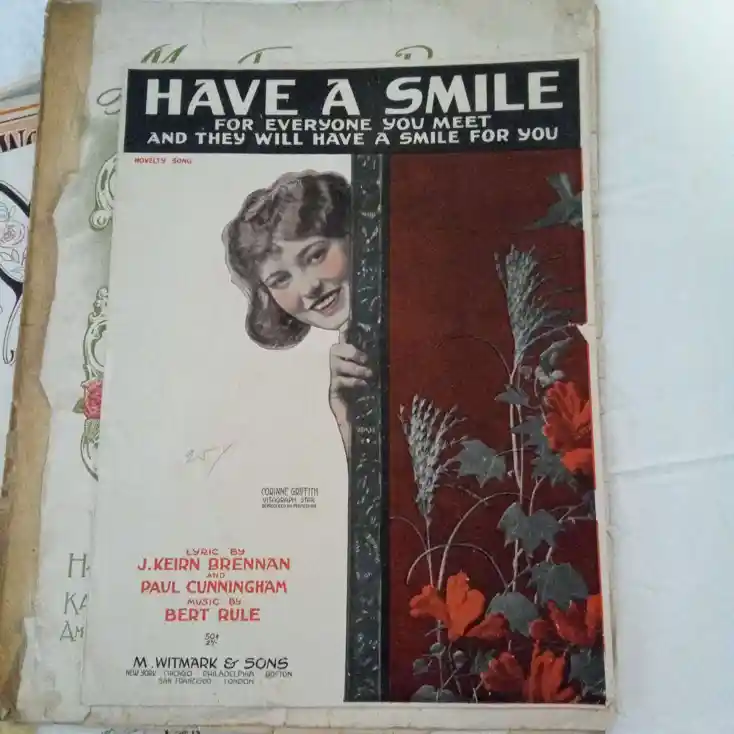 HAVE A SMILE
FOR EVERYONE YOU MEET
AND THEY WILL HAVE A SMILE FOR YOU
NOVELTY SONG
CORINNE GRIFFITH
VITAGRAPH STAR
LYRIC BY
J. KEIRN BRENNAN
AND
PAUL CUNNINGHAM
MUSIC BY
BERT RULE
M. WITMARK & SONS
NEW YORK CHICAGO PHILADELPHIA BOSTON
SAN FRANCISCO LONDON